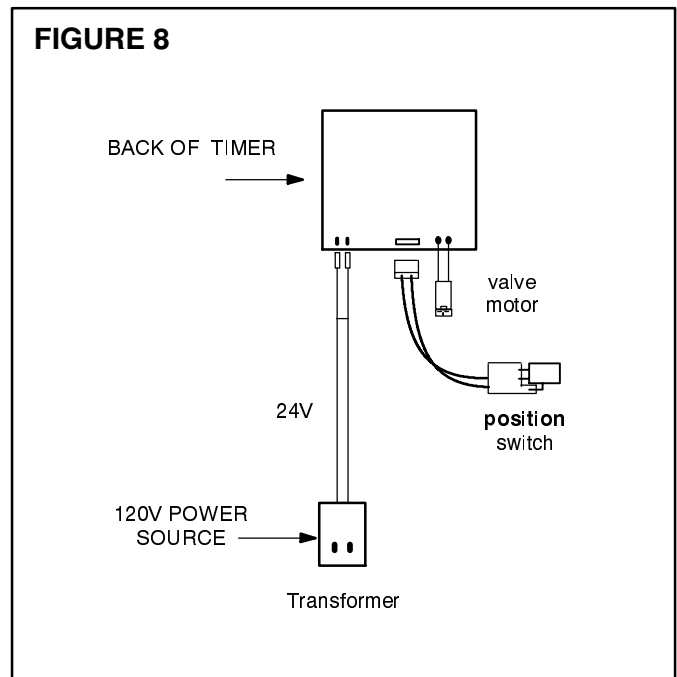 FIGURE 8
BACK OF TIMER
valve
motor
24V
position
switch
120V POWER
SOURCE
Transformer